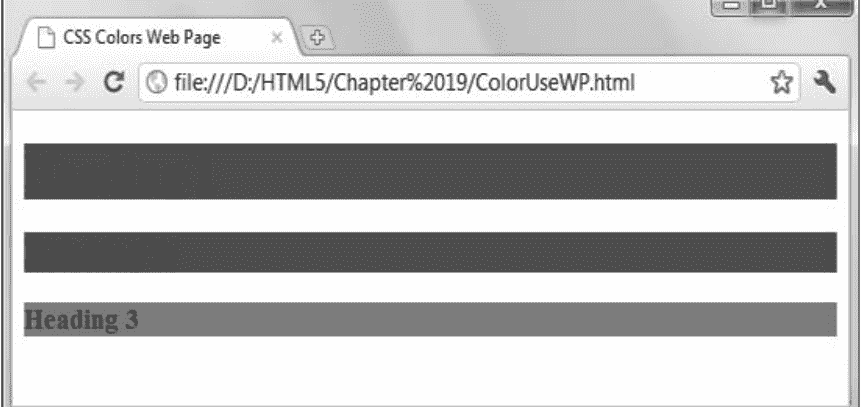 CSS Colors Web Page
file:///D:/HTML5/Chapter%2019/ColorUseWP.html
Heading 3